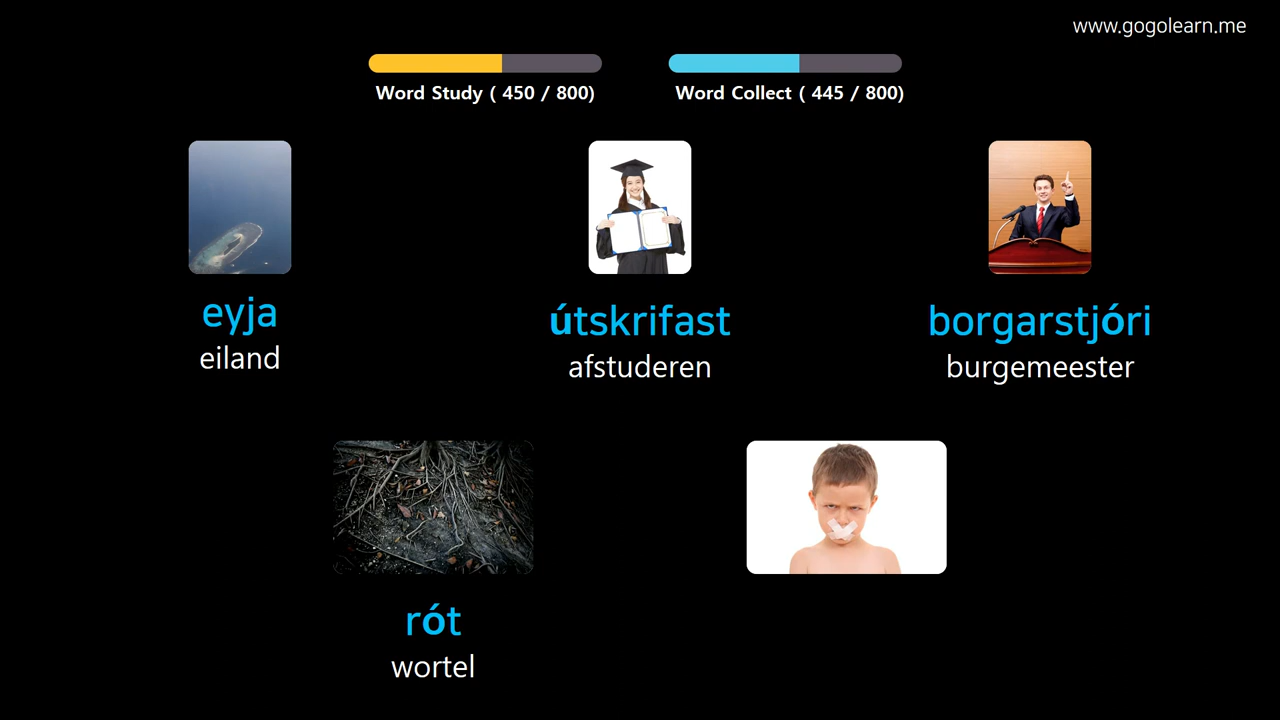 www.gogolearn.me
Word Study ( 450 / 800)
Word Collect ( 445 / 800)
eyja
eiland
útskrifast
afstuderen
borgarstjóri
burgemeester
rót
wortel